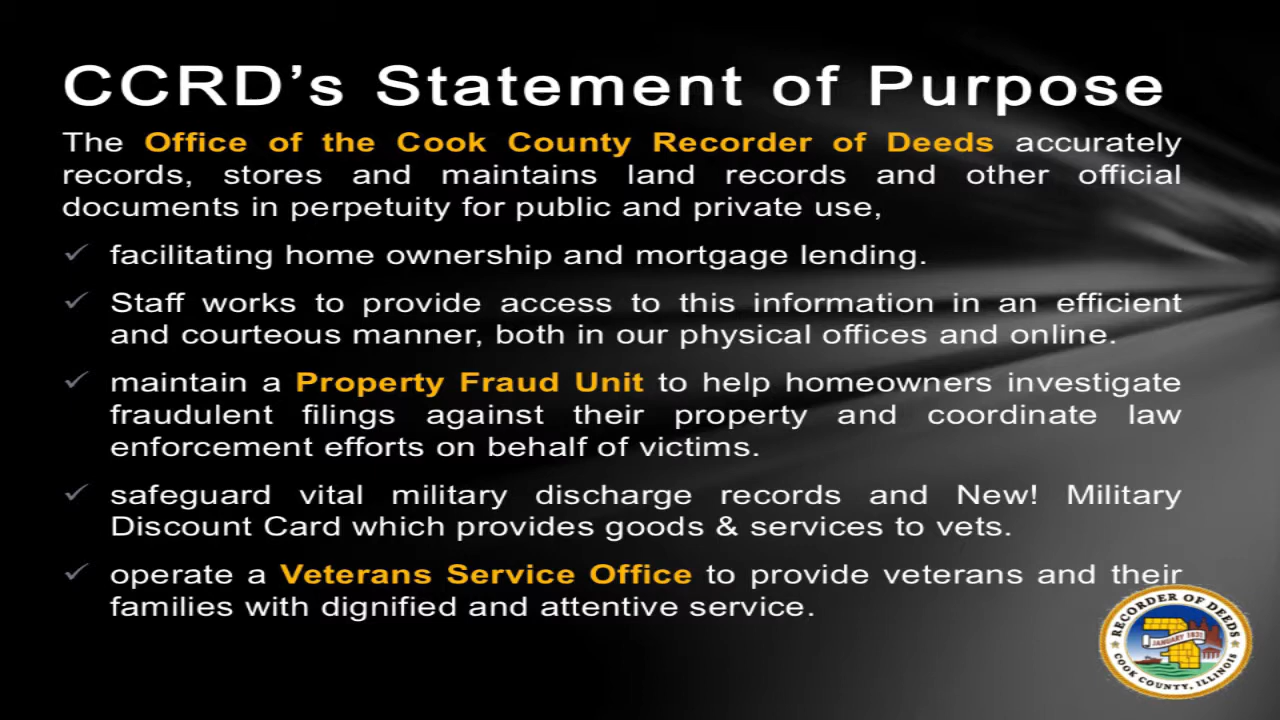 CCRD’s Statement of Purpose
The Office of the Cook County Recorder of Deeds accurately
records, stores and maintains land records and other official
documents in perpetuity for public and private use,
✓ facilitating home ownership and mortgage lending.
✓ Staff works to provide access to this information in an efficient
and courteous manner, both in our physical offices and online.
✓ maintain a Property Fraud Unit to help homeowners investigate
fraudulent filings against their property and coordinate law
enforcement efforts on behalf of victims.
✓ safeguard vital military discharge records and New! Military
Discount Card which provides goods & services to vets.
✓ operate a Veterans Service Office to provide veterans and their
families with dignified and attentive service.
RECORDER OF DEEDS
JANUARY 1831
COOK COUNTY, ILLINOIS